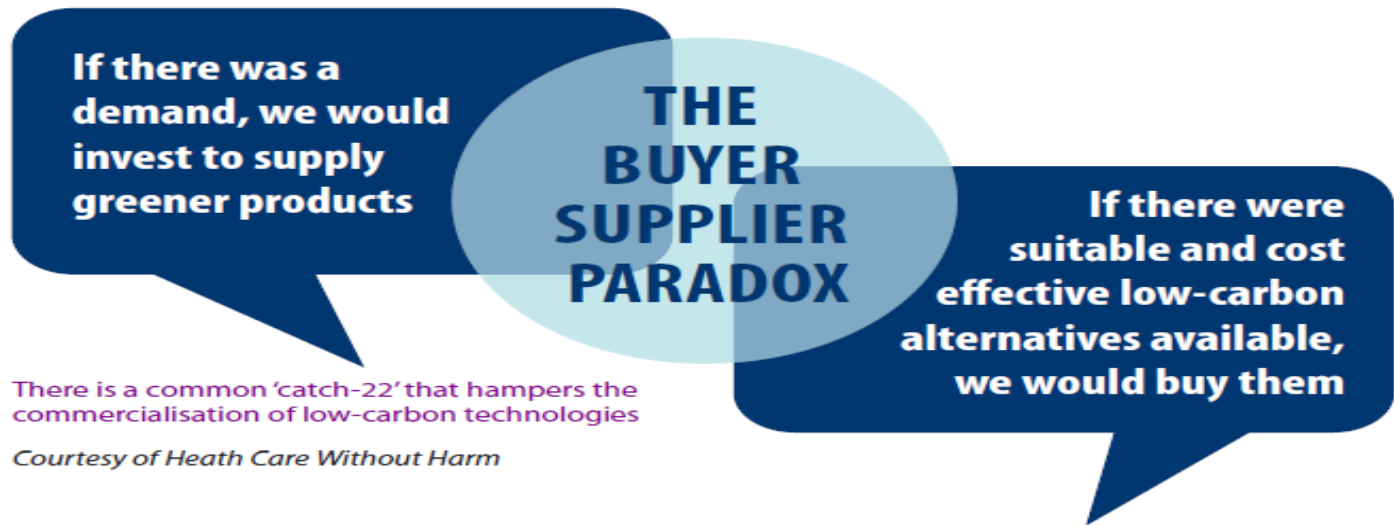 If there was a
demand, we would
invest to supply
greener products
THE
BUYER
SUPPLIER
PARADOX
If there were
suitable and cost
effective low-carbon
alternatives available,
we would buy them
There is a common ‘catch-22’ that hampers the
commercialisation of low-carbon technologies
Courtesy of Heath Care Without Harm